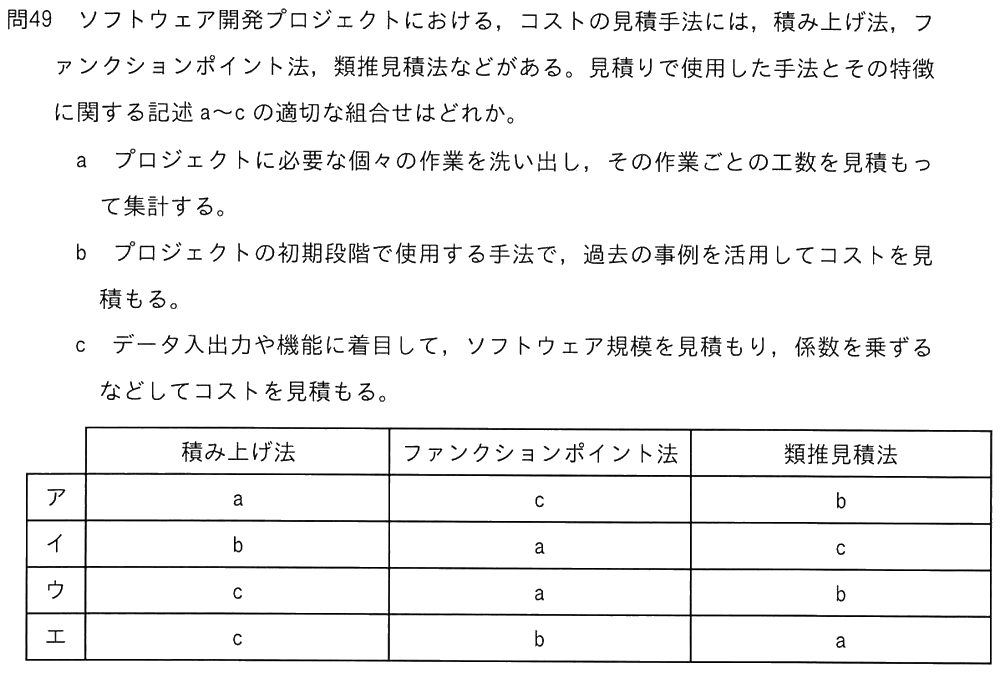 問49 ソフトウェア開発プロジェクトにおける，コストの見積手法には，積み上げ法，フ
ァンクションポイント法，類推見積法などがある。見積りで使用した手法とその特徴
に関する記述 a～c の適切な組合せはどれか。
a プロジェクトに必要な個々の作業を洗い出し，その作業ごとの工数を見積もっ
て集計する。
b プロジェクトの初期段階で使用する手法で，過去の事例を活用してコストを見
積もる。
c データ入出力や機能に着目して，ソフトウェア規模を見積もり，係数を乗ずる
などしてコストを見積もる。
積み上げ法 ファンクションポイント法 類推見積法
ア a c b
イ b a c
ウ c a b
エ c b a